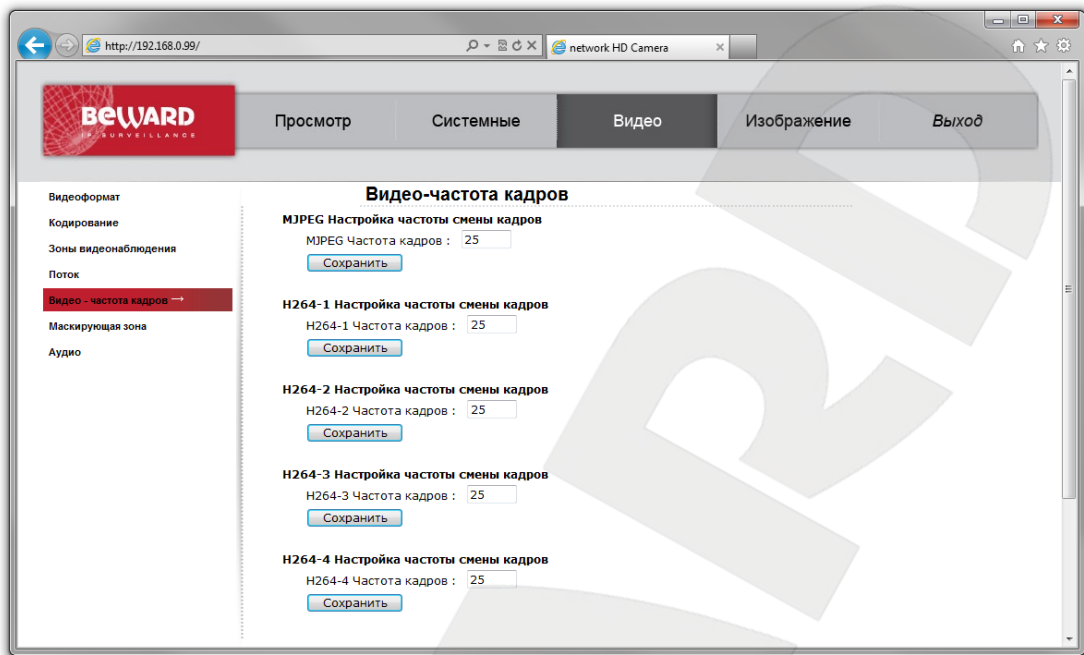 http://192.168.0.99/
network HD Camera
BEWARD
IP SURVEILLANCE
Просмотр
Системные
Видео
Изображение
Выход
Видеоформат
Кодирование
Зоны видеонаблюдения
Поток
Видео - частота кадров →
Маскирующая зона
Аудио
Видео-частота кадров
MJPEG Настройка частоты смены кадров
MJPEG Частота кадров : 25
Сохранить
H264-1 Настройка частоты смены кадров
H264-1 Частота кадров : 25
Сохранить
H264-2 Настройка частоты смены кадров
H264-2 Частота кадров : 25
Сохранить
H264-3 Настройка частоты смены кадров
H264-3 Частота кадров : 25
Сохранить
H264-4 Настройка частоты смены кадров
H264-4 Частота кадров : 25
Сохранить